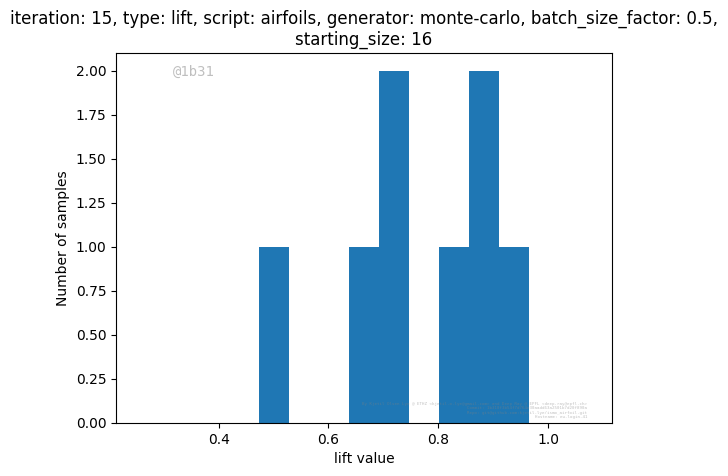 iteration: 15, type: lift, script: airfoils, generator: monte-carlo, batch_size_factor: 0.5,
starting_size: 16
@1b31
2.00
1.75
1.50
1.25
1.00
0.75
0.50
0.25
0.00
Number of samples
0.4 0.6 0.8 1.0
lift value